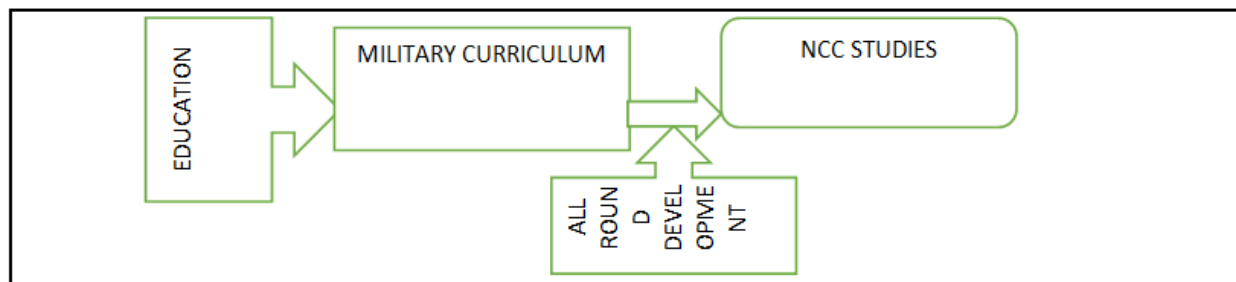 EDUCATION
MILITARY CURRICULUM
NCC STUDIES
ALL
ROUN
D
DEVEL
OPME
NT